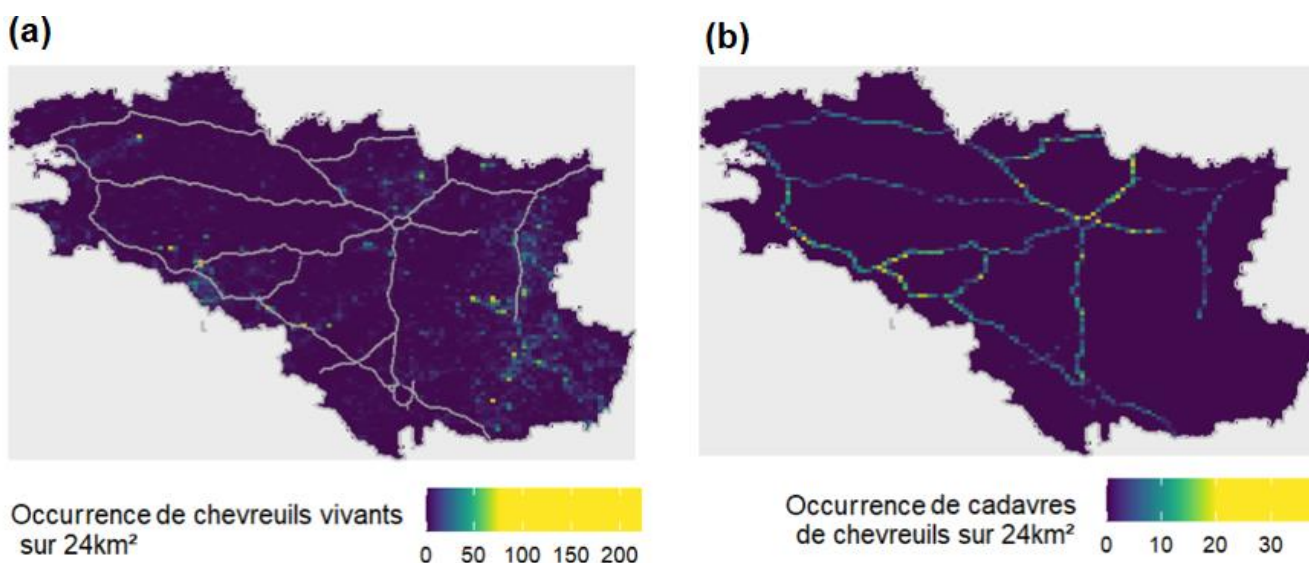 (a)
(b)
Occurrence de chevreuils vivants
sur 24km²
0 50 100 150 200
Occurrence de cadavres
de chevreuils sur 24km²
0 10 20 30